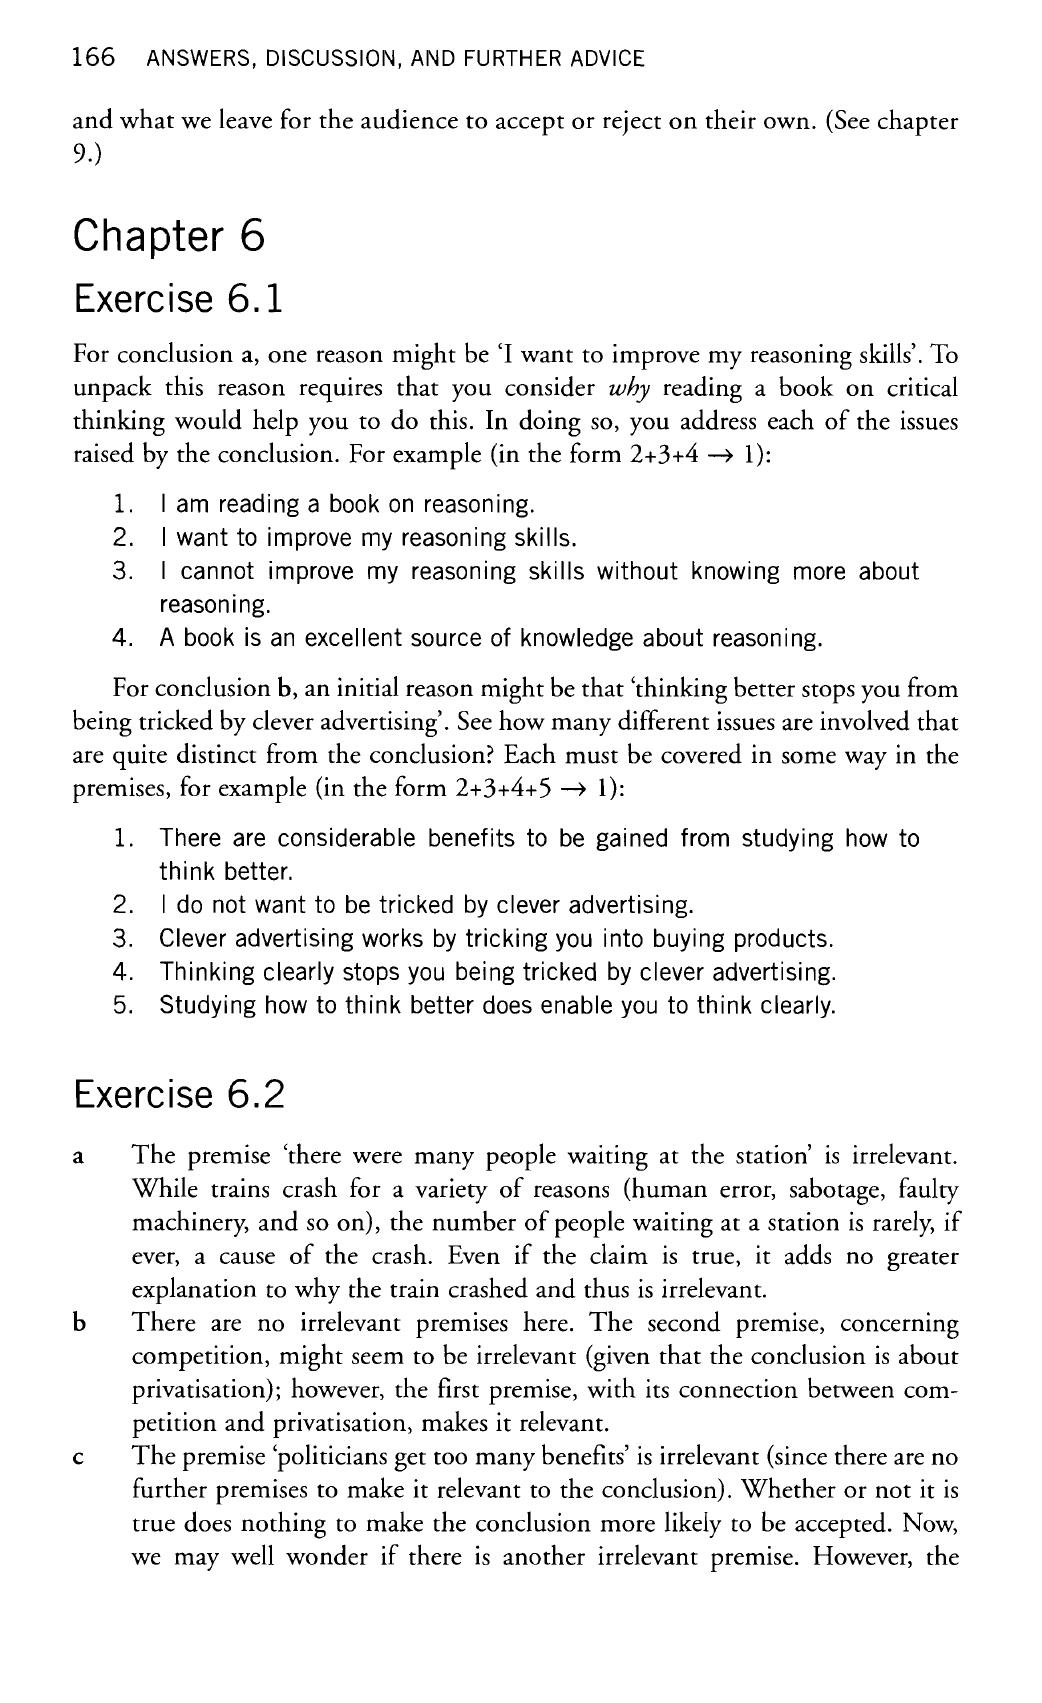 166 ANSWERS, DISCUSSION, AND FURTHER ADVICE
and what we leave for the audience to accept or reject on their own. (See chapter
9.)
Chapter 6
Exercise 6.1
For conclusion a, one reason might be ‘I want to improve my reasoning skills’. To
unpack this reason requires that you consider why reading a book on critical
thinking would help you to do this. In doing so, you address each of the issues
raised by the conclusion. For example (in the form 2+3+4 → 1):
1. I am reading a book on reasoning.
2. I want to improve my reasoning skills.
3. I cannot improve my reasoning skills without knowing more about
reasoning.
4. A book is an excellent source of knowledge about reasoning.
For conclusion b, an initial reason might be that ‘thinking better stops you from
being tricked by clever advertising’. See how many different issues are involved that
are quite distinct from the conclusion? Each must be covered in some way in the
premises, for example (in the form 2+3+4+5 → 1):
1. There are considerable benefits to be gained from studying how to
think better.
2. I do not want to be tricked by clever advertising.
3. Clever advertising works by tricking you into buying products.
4. Thinking clearly stops you being tricked by clever advertising.
5. Studying how to think better does enable you to think clearly.
Exercise 6.2
a The premise ‘there were many people waiting at the station’ is irrelevant.
While trains crash for a variety of reasons (human error, sabotage, faulty
machinery, and so on), the number of people waiting at a station is rarely, if
ever, a cause of the crash. Even if the claim is true, it adds no greater
explanation to why the train crashed and thus is irrelevant.
b There are no irrelevant premises here. The second premise, concerning
competition, might seem to be irrelevant (given that the conclusion is about
privatisation); however, the first premise, with its connection between com-
petition and privatisation, makes it relevant.
c The premise ‘politicians get too many benefits’ is irrelevant (since there are no
further premises to make it relevant to the conclusion). Whether or not it is
true does nothing to make the conclusion more likely to be accepted. Now,
we may well wonder if there is another irrelevant premise. However, the